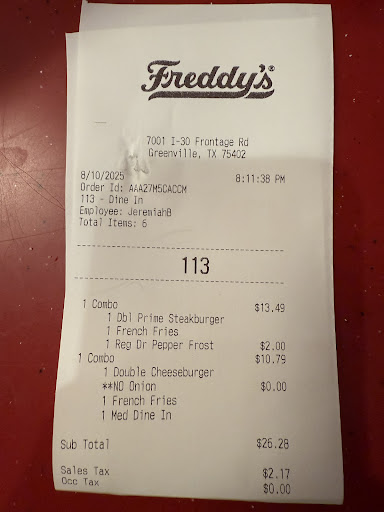 Freddy's®
7001 I-30 Frontage Rd
Greenville, TX 75402
8/10/2025 8:11:38 PM
Order Id: AAA27M5CACCM
113 - Dine In
Employee: JeremiahB
Total Items: 6
113
1 Combo $13.49
1 Dbl Prime Steakburger
1 French Fries
1 Reg Dr Pepper Frost $2.00
1 Combo $10.79
1 Double Cheeseburger
**NO Onion $0.00
1 French Fries
1 Med Dine In
Sub Total $26.28
Sales Tax $2.17
Occ Tax $0.00